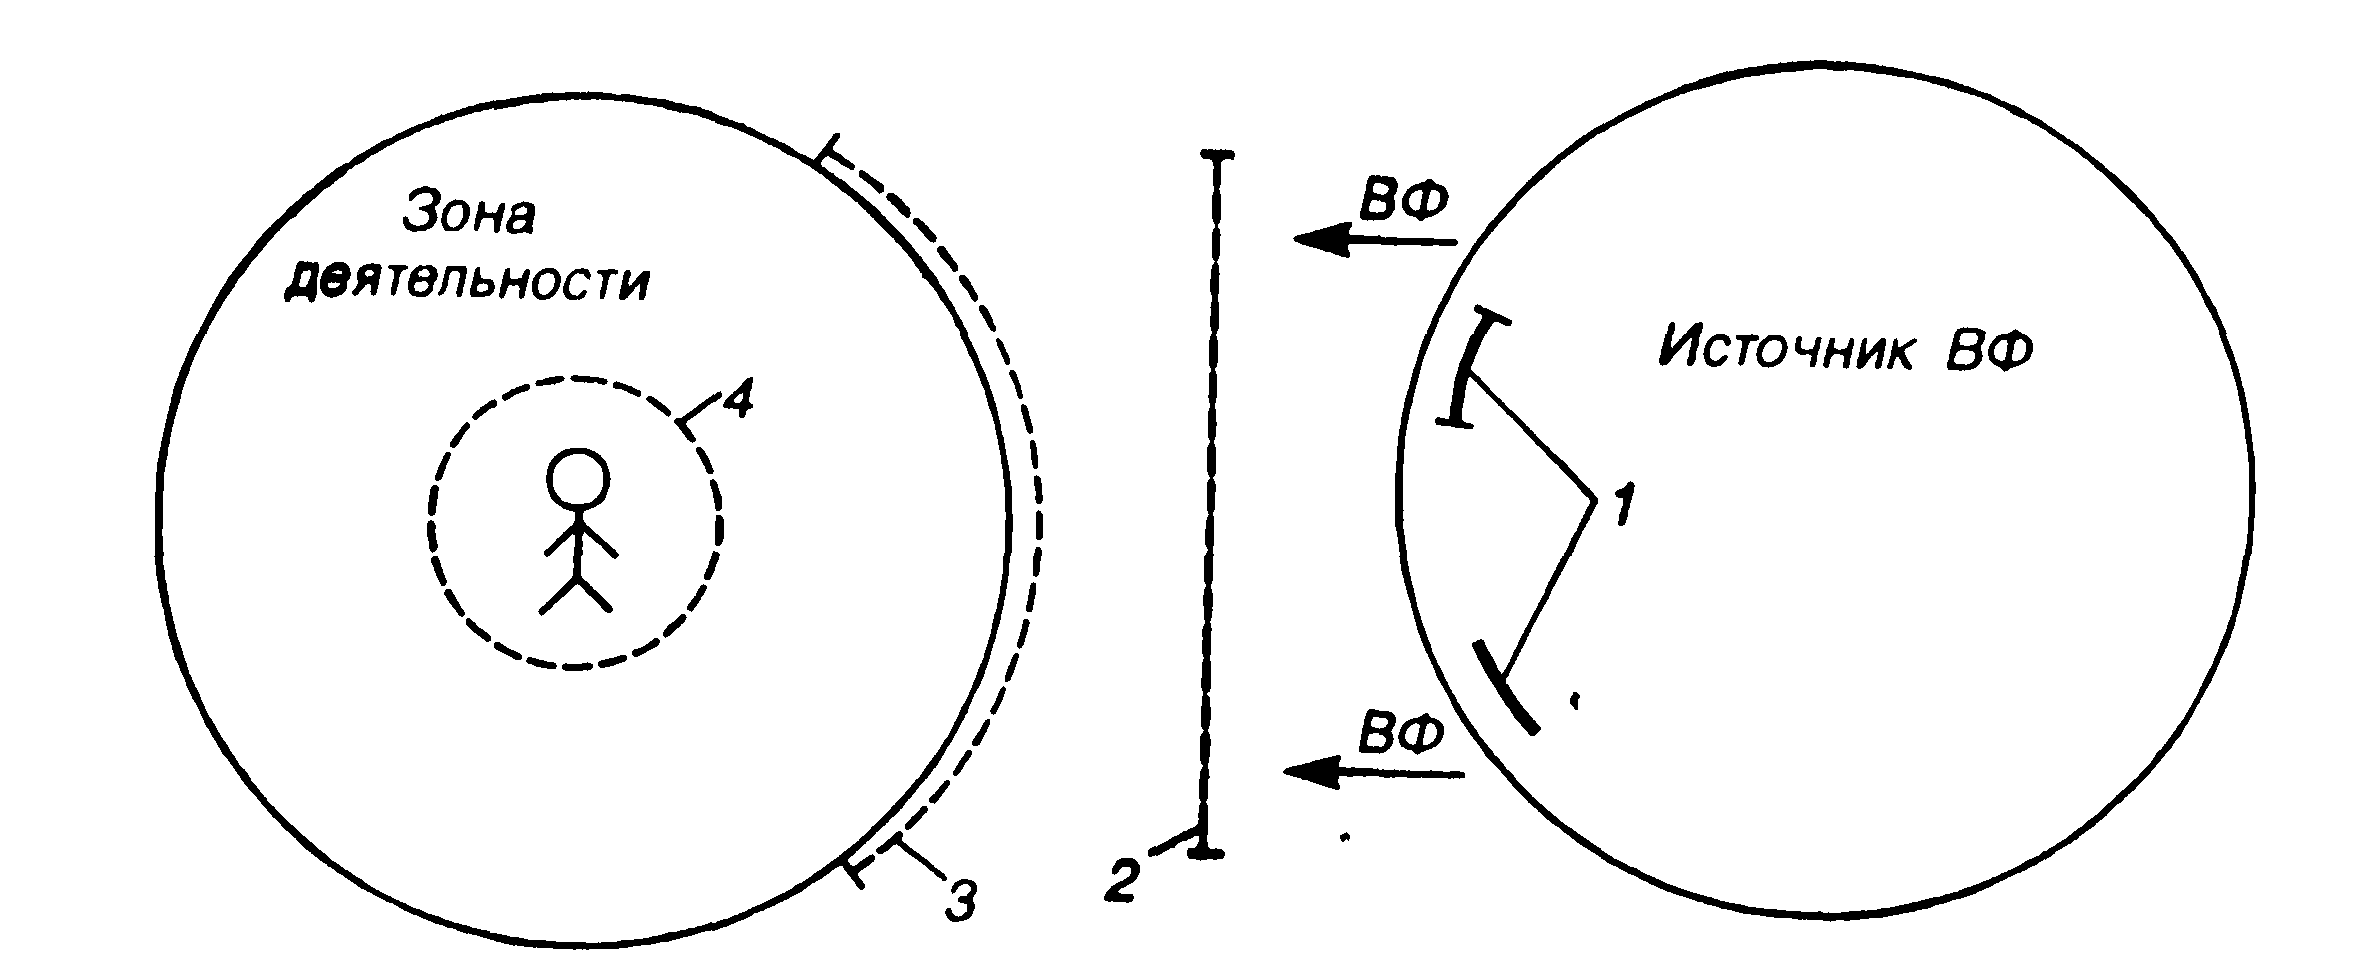 Зона
деятельности
4
3
2
ВФ
ВФ
Источник ВФ
1